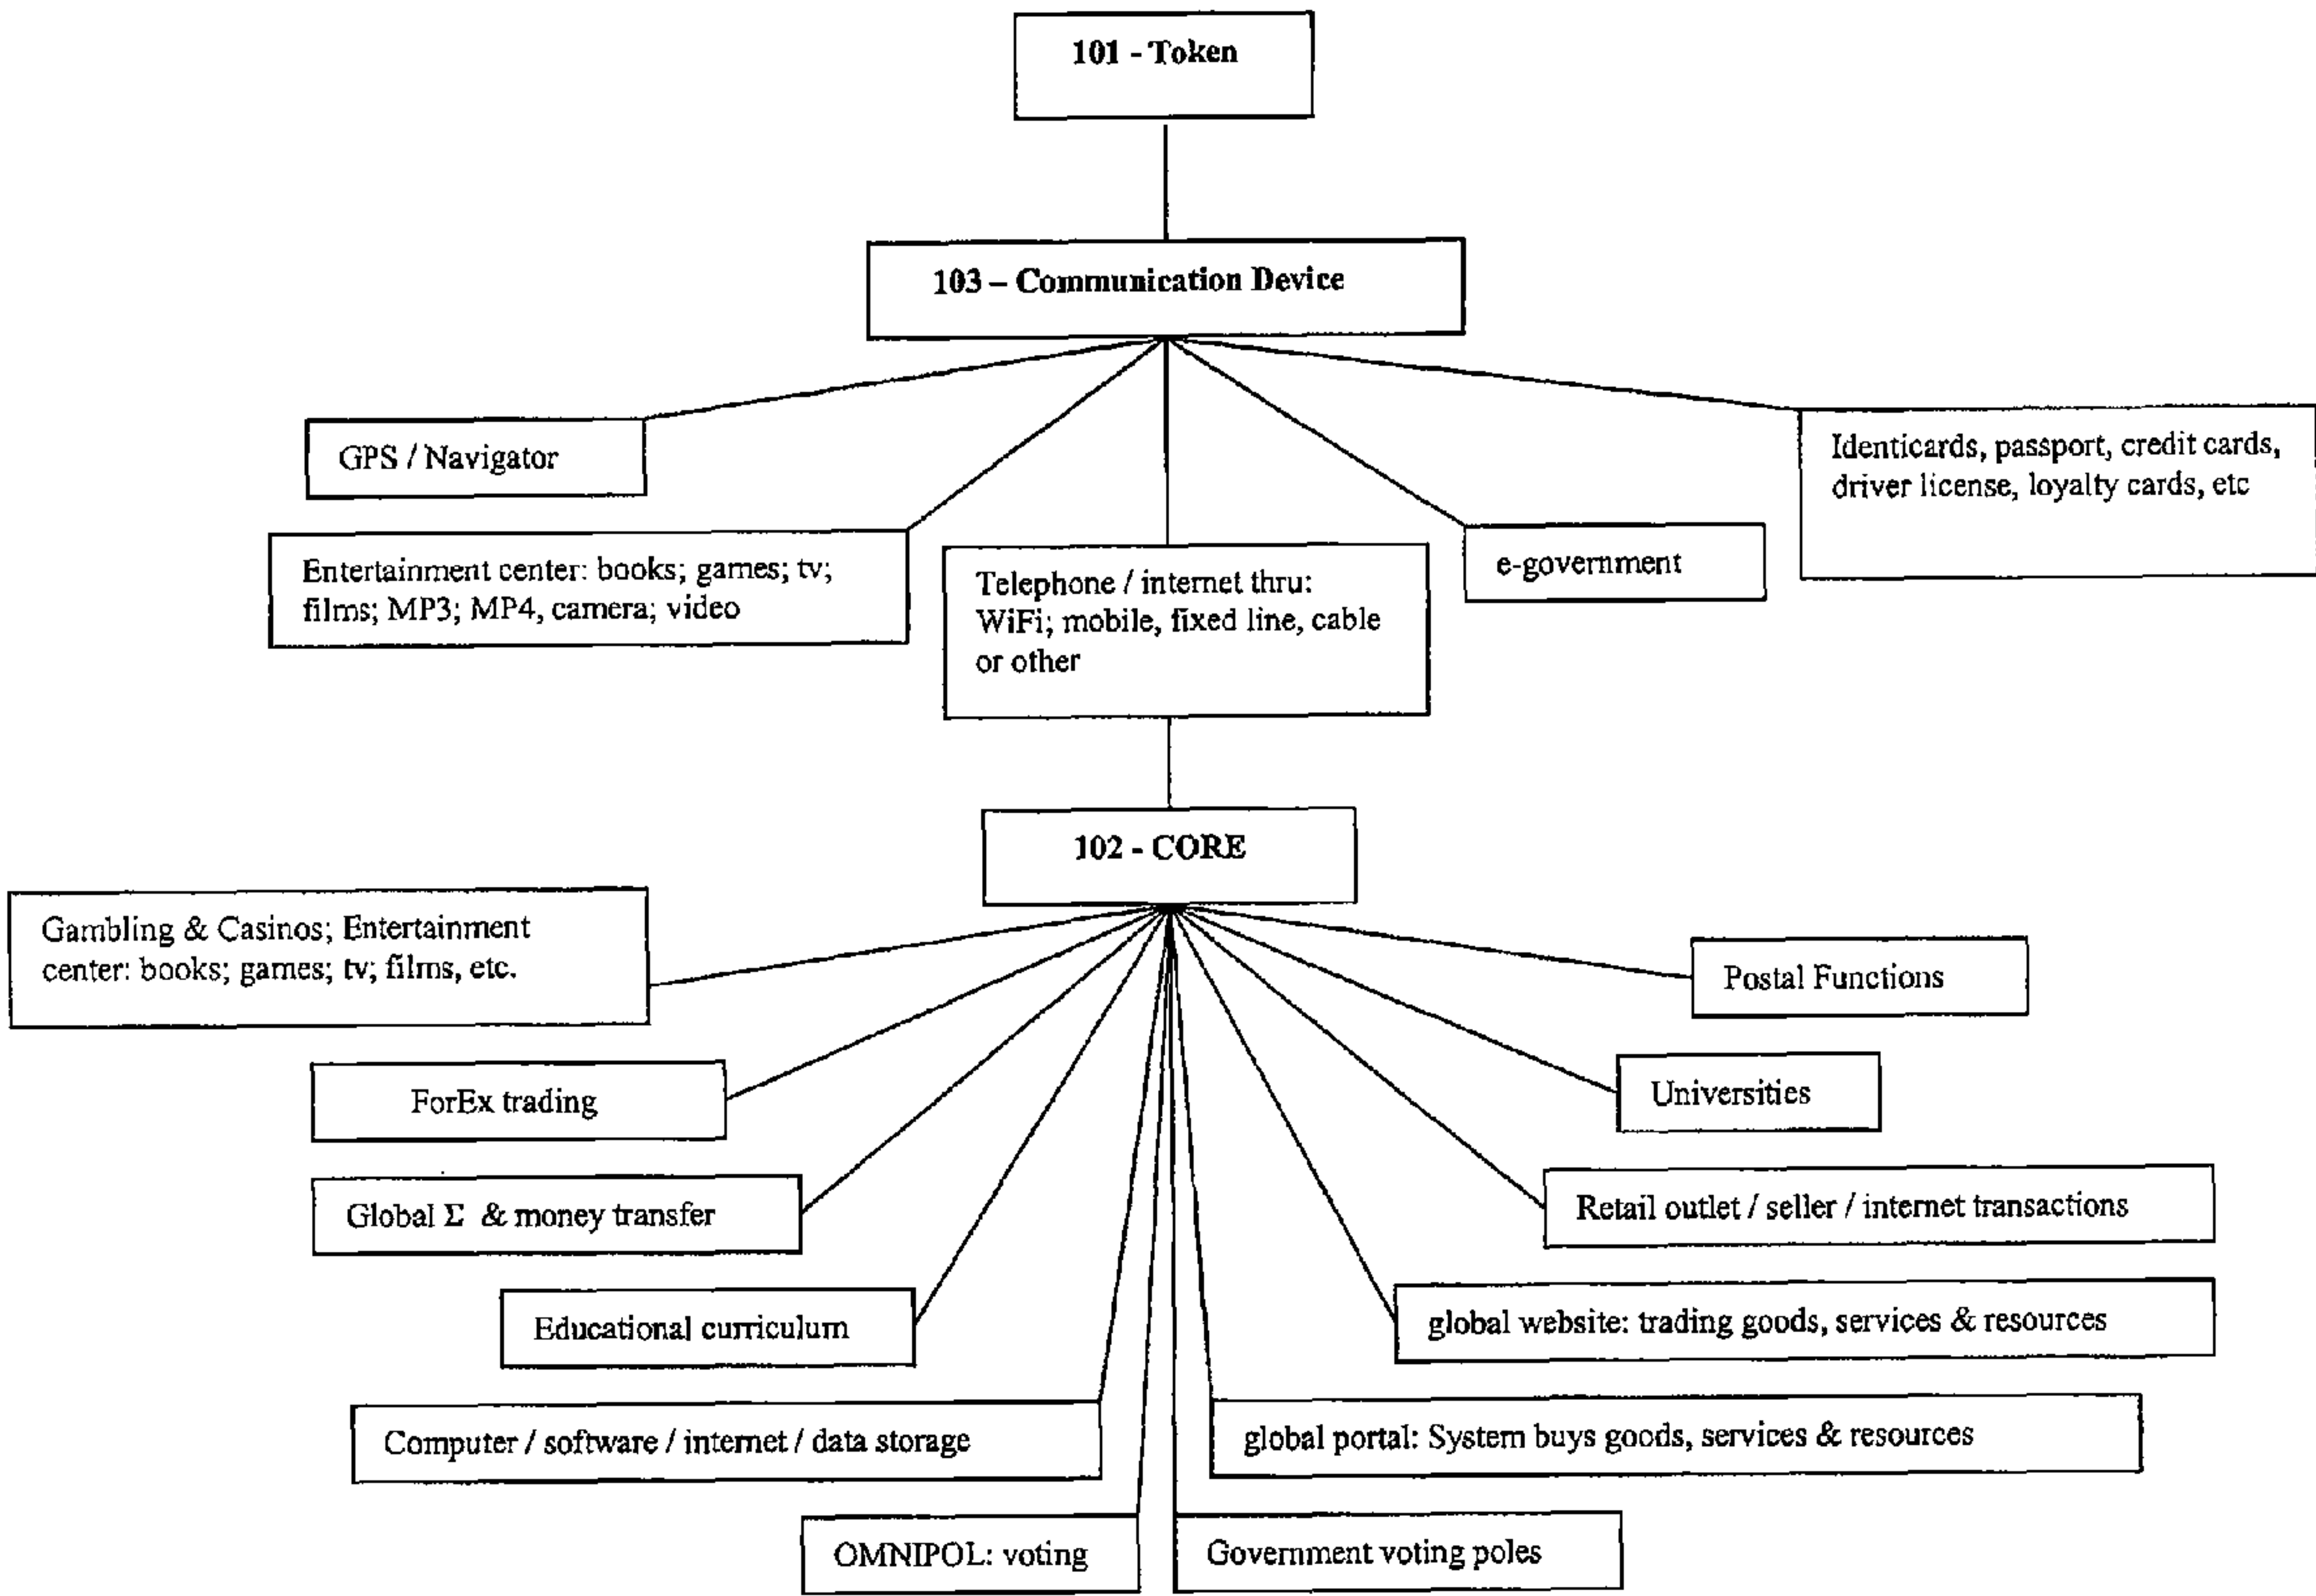 101 - Token
103 – Communication Device
GPS / Navigator
Identicards, passport, credit cards,
driver license, loyalty cards, etc
Entertainment center: books; games; tv;
films; MP3; MP4, camera; video
Telephone / internet thru:
WiFi; mobile, fixed line, cable
or other
e-government
102 - CORE
Gambling & Casinos; Entertainment
center: books; games; tv; films, etc.
Postal Functions
ForEx trading
Universities
Global Σ & money transfer
Retail outlet / seller / internet transactions
Educational curriculum
global website: trading goods, services & resources
Computer / software / internet / data storage
global portal: System buys goods, services & resources
OMNIPOL: voting
Government voting poles